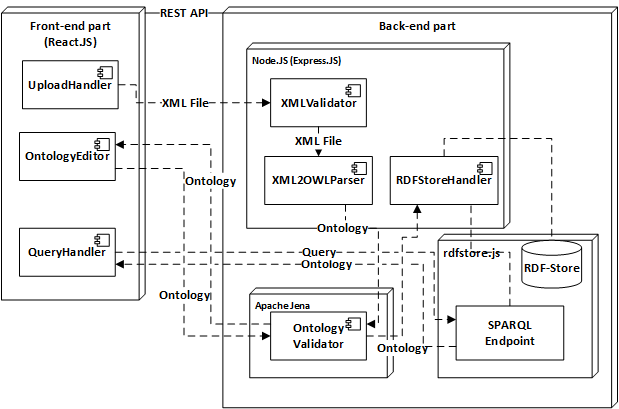 Front-end part
(React.JS)
REST API
Back-end part
Node.JS (Express.JS)
UploadHandler
XML File
XMLValidator
XML File
OntologyEditor
Ontology
XML2OWLParser
RDFStoreHandler
Ontology
QueryHandler
Query
Ontology
rdfstore.js
RDF-Store
Ontology
Apache Jena
Ontology
Validator
Ontology
SPARQL
Endpoint